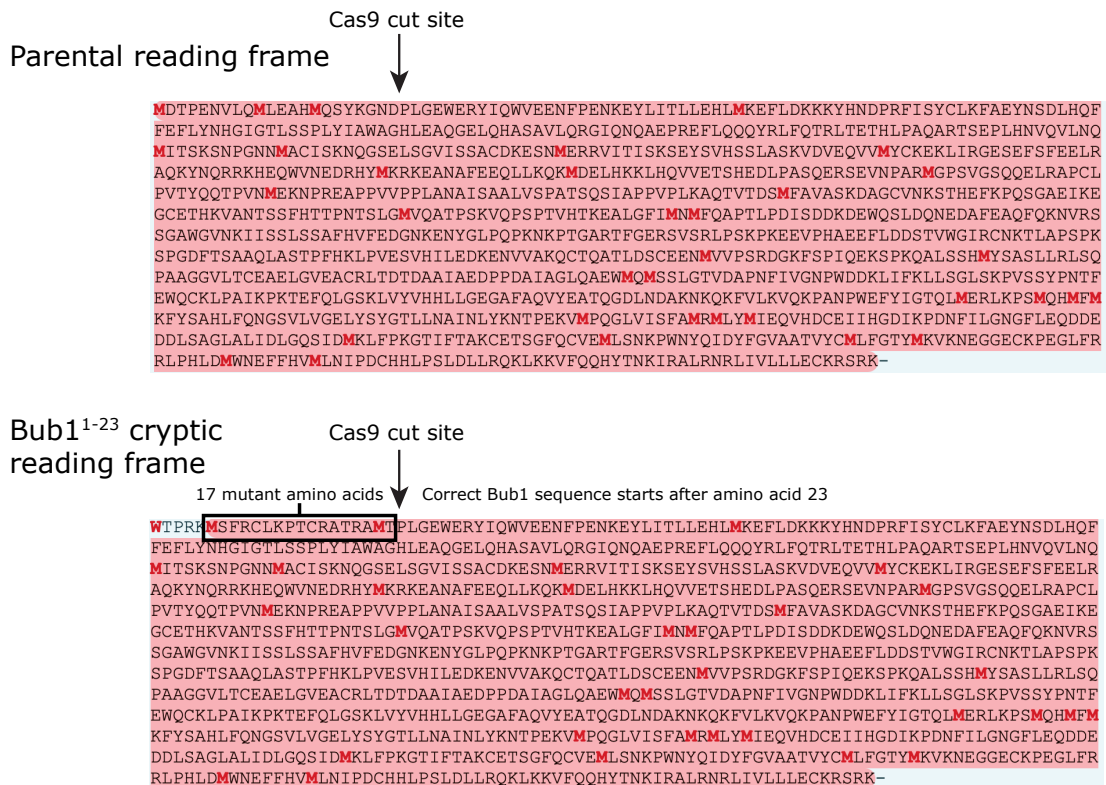 Cas9 cut site
Parental reading frame
MDTPENVLQMLEAHMQSYKGNDPLGEWERYIQWVEENFPENKEYLITLLEHLMKEFLDKKKYHNDPRFISYCLKFAEYNSDLHQF
FEFLYNHGIGTLSSPLYIAWAGHLEAQGELQHASAVLQRGIQNQAEPREFLQQQYRLFQTRLTETHLPAQARTSEPLHNVQVLNQ
MITSKSNPGNNMACISKNQGSELSGVISSACDKESNMERRVITISKSEYSVHSSLASKVDVEQVVMYCKEKLIRGESEFSFEELR
AQKYNQRRKHEQWVNEDRHYMKRKEANAFEEQLLKQKMDELHKKLHQVVETSHEDLPASQERSEVNPARMGPSVGSQQELRAPCL
PVTYQQTPVNMEKNPREAPPVVPPLANAISAALVSPATSQSIAPPVPLKAQTVTDSMFAVASKDAGCVNKSTHEFKPQSGAEIKE
GCETHKVANTSSFHTTPNTSLGMVQATPSKVQPSPTVHTKEALGFIMNMFQAPTLPDISDDKDEWQSLDQNEDAFEAQFQKNVRS
SGAWGVNKIISSLSSAFHVFEDGNKENYGLPQPKNKPTGARTFGERSVSRLPSKPKEEVPHAEEFLDDSTVWGIRCNKTLAPSPK
SPGDFTSAAQLASTPFHKLPVESVHILEDKENVVAKQCTQATLDSCEENMVVPSRDGKFSPIQEKSPKQALSSHMYSASLLRLSQ
PAAGGVLTCEAELGVEACRLTDTDAAIAEDPPDAIAGLQAEWMQMSSLGTVDAPNFIVGNPWDDKLIFKLLSGLSKPVSSYPNTF
EWQCKLPAIKPKTEFQLGSKLVYVHHLLGEGAFAQVYEATQGDLNDAKNKQKFVLKVQKPANPWEFYIGTQLMERLKPSMQHMFM
KFYSAHLFQNGSVLVGELYSYGTLLNAINLYKNTPEKVMPQGLVISFAMRMLYMIEQVHDCEIIHGDIKPDNFILGNGFLEQDDE
DDLSAGLALIDLGQSIDMKLFPKGTIFTAKCETSGFQCVEMLSNKPWNYQIDYFGVAATVYCMLFGTYMKVKNEGGECKPEGLFR
RLPHLDMWNEFFHVMLNIPDCHHLPSLDLLRQKLKKVFQQHYTNKIRALRNRLIVLLLECKRSRK–
Bub1¹⁻²³ cryptic
reading frame
Cas9 cut site
17 mutant amino acids
Correct Bub1 sequence starts after amino acid 23
WTPRKMSFRCLKPTCRATRAMTPLGEWERYIQWVEENFPENKEYLITLLEHLMKEFLDKKKYHNDPRFISYCLKFAEYNSDLHQF
FEFLYNHGIGTLSSPLYIAWAGHLEAQGELQHASAVLQRGIQNQAEPREFLQQQYRLFQTRLTETHLPAQARTSEPLHNVQVLNQ
MITSKSNPGNNMACISKNQGSELSGVISSACDKESNMERRVITISKSEYSVHSSLASKVDVEQVVMYCKEKLIRGESEFSFEELR
AQKYNQRRKHEQWVNEDRHYMKRKEANAFEEQLLKQKMDELHKKLHQVVETSHEDLPASQERSEVNPARMGPSVGSQQELRAPCL
PVTYQQTPVNMEKNPREAPPVVPPLANAISAALVSPATSQSIAPPVPLKAQTVTDSMFAVASKDAGCVNKSTHEFKPQSGAEIKE
GCETHKVANTSSFHTTPNTSLGMVQATPSKVQPSPTVHTKEALGFIMNMFQAPTLPDISDDKDEWQSLDQNEDAFEAQFQKNVRS
SGAWGVNKIISSLSSAFHVFEDGNKENYGLPQPKNKPTGARTFGERSVSRLPSKPKEEVPHAEEFLDDSTVWGIRCNKTLAPSPK
SPGDFTSAAQLASTPFHKLPVESVHILEDKENVVAKQCTQATLDSCEENMVVPSRDGKFSPIQEKSPKQALSSHMYSASLLRLSQ
PAAGGVLTCEAELGVEACRLTDTDAAIAEDPPDAIAGLQAEWMQMSSLGTVDAPNFIVGNPWDDKLIFKLLSGLSKPVSSYPNTF
EWQCKLPAIKPKTEFQLGSKLVYVHHLLGEGAFAQVYEATQGDLNDAKNKQKFVLKVQKPANPWEFYIGTQLMERLKPSMQHMFM
KFYSAHLFQNGSVLVGELYSYGTLLNAINLYKNTPEKVMPQGLVISFAMRMLYMIEQVHDCEIIHGDIKPDNFILGNGFLEQDDE
DDLSAGLALIDLGQSIDMKLFPKGTIFTAKCETSGFQCVEMLSNKPWNYQIDYFGVAATVYCMLFGTYMKVKNEGGECKPEGLFR
RLPHLDMWNEFFHVMLNIPDCHHLPSLDLLRQKLKKVFQQHYTNKIRALRNRLIVLLLECKRSRK–